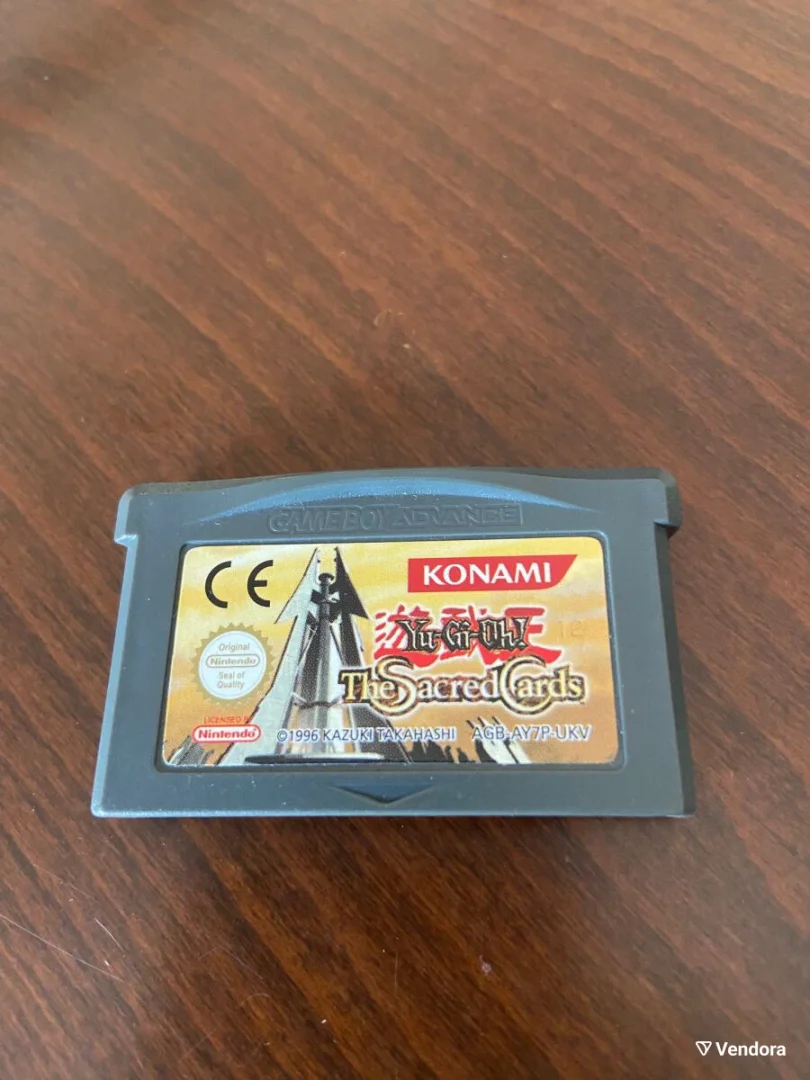 GAME BOY ADVANCE
CE
KONAMI
遊戯王
Yu-Gi-Oh!
12
The Sacred Cards
Original
Nintendo
Seal of
Quality
LICENSED BY
Nintendo
©1996 KAZUKI TAKAHASHI AGB-AY7P-UKV
Vendora